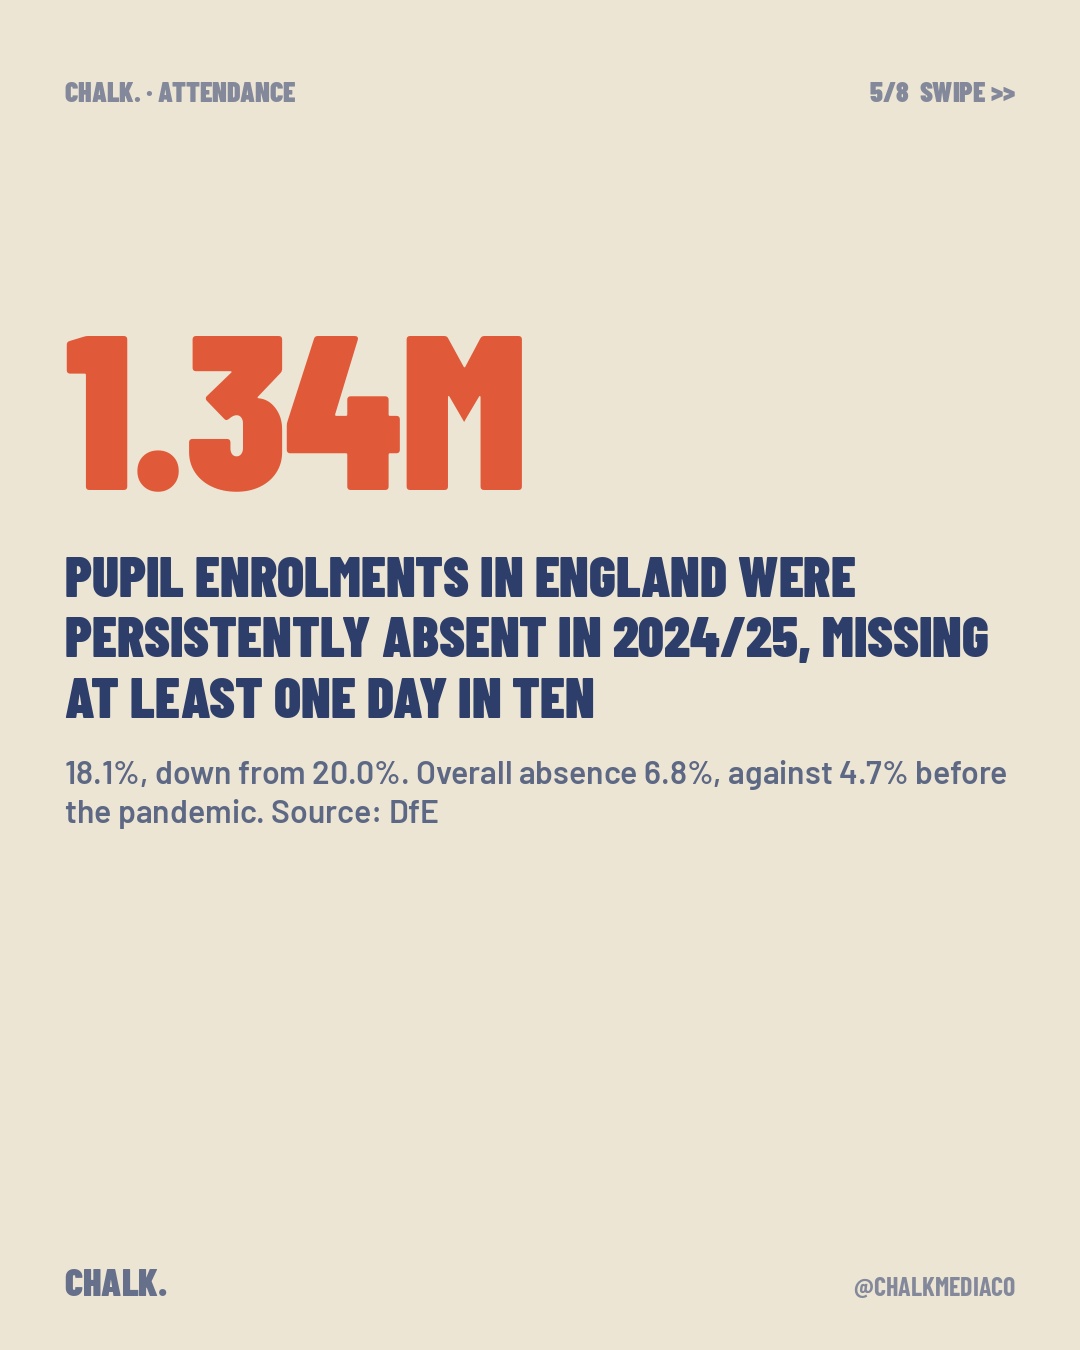 CHALK. · ATTENDANCE
5/8 SWIPE >>
1.34M
PUPIL ENROLMENTS IN ENGLAND WERE
PERSISTENTLY ABSENT IN 2024/25, MISSING
AT LEAST ONE DAY IN TEN
18.1%, down from 20.0%. Overall absence 6.8%, against 4.7% before
the pandemic. Source: DfE
CHALK.
@CHALKMEDIACO